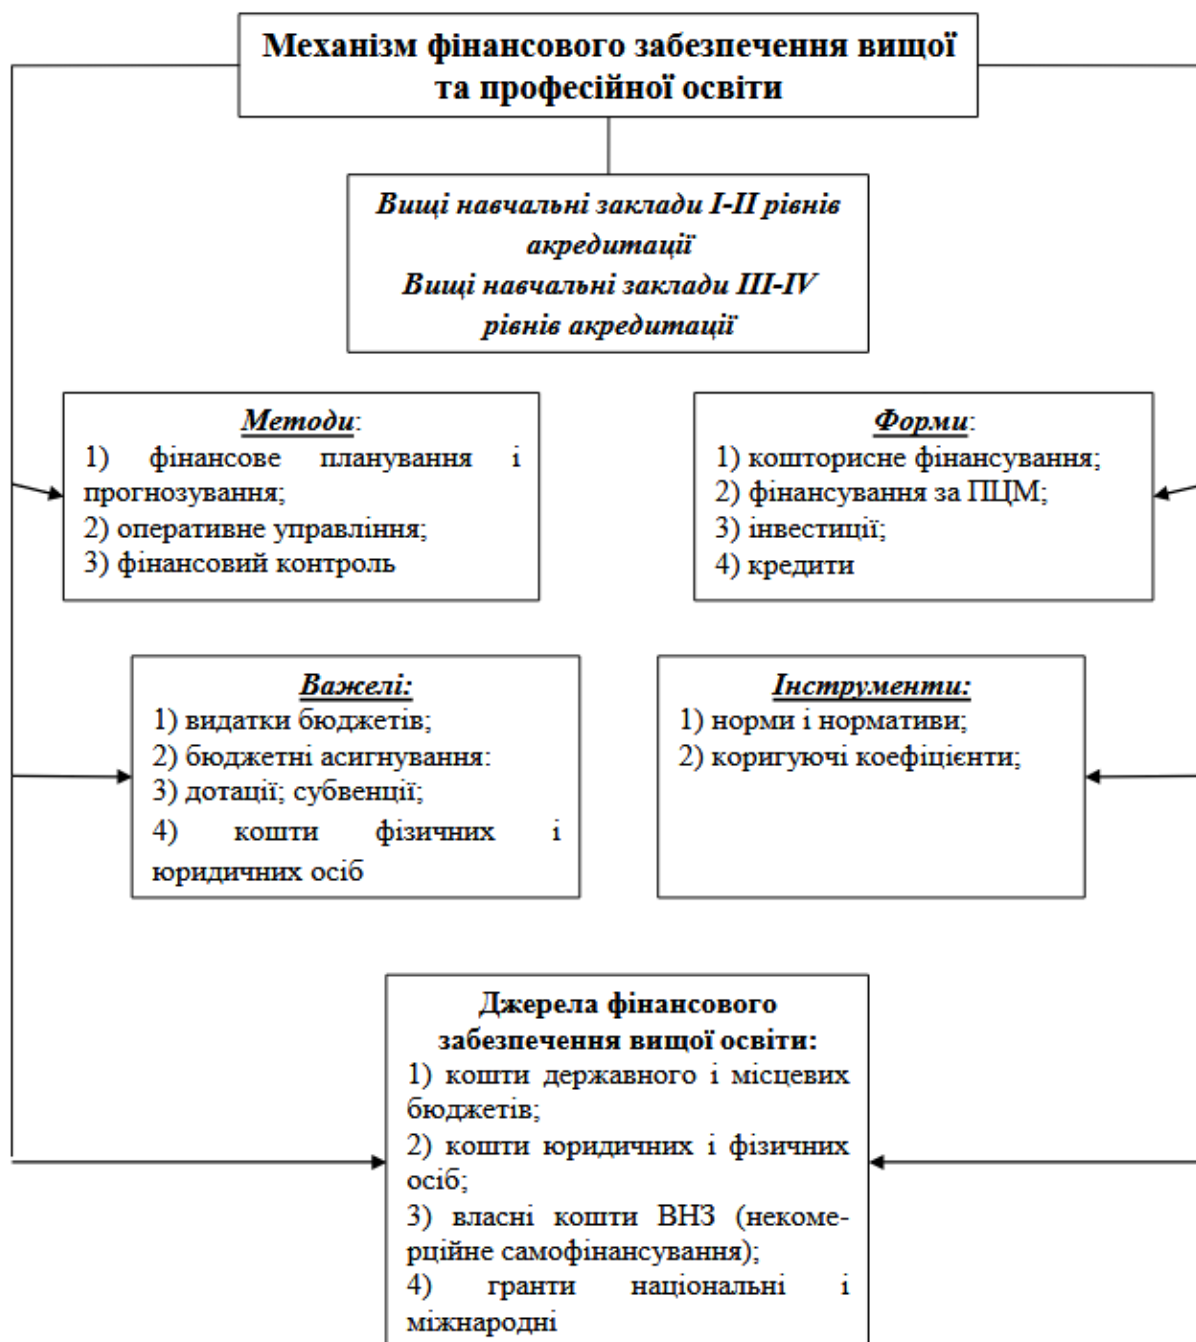 Механізм фінансового забезпечення вищої
та професійної освіти
Вищі навчальні заклади І-ІІ рівнів
акредитації
Вищі навчальні заклади ІІІ-IV
рівнів акредитації
Методи:
1) фінансове планування і
прогнозування;
2) оперативне управління;
3) фінансовий контроль
Форми:
1) кошторисне фінансування;
2) фінансування за ПЦМ;
3) інвестиції;
4) кредити
Важелі:
1) видатки бюджетів;
2) бюджетні асигнування:
3) дотації; субвенції;
4) кошти фізичних і
юридичних осіб
Інструменти:
1) норми і нормативи;
2) коригуючі коефіцієнти;
Джерела фінансового
забезпечення вищої освіти:
1) кошти державного і місцевих
бюджетів;
2) кошти юридичних і фізичних
осіб;
3) власні кошти ВНЗ (некоме-
рційне самофінансування);
4) гранти національні і
міжнародні